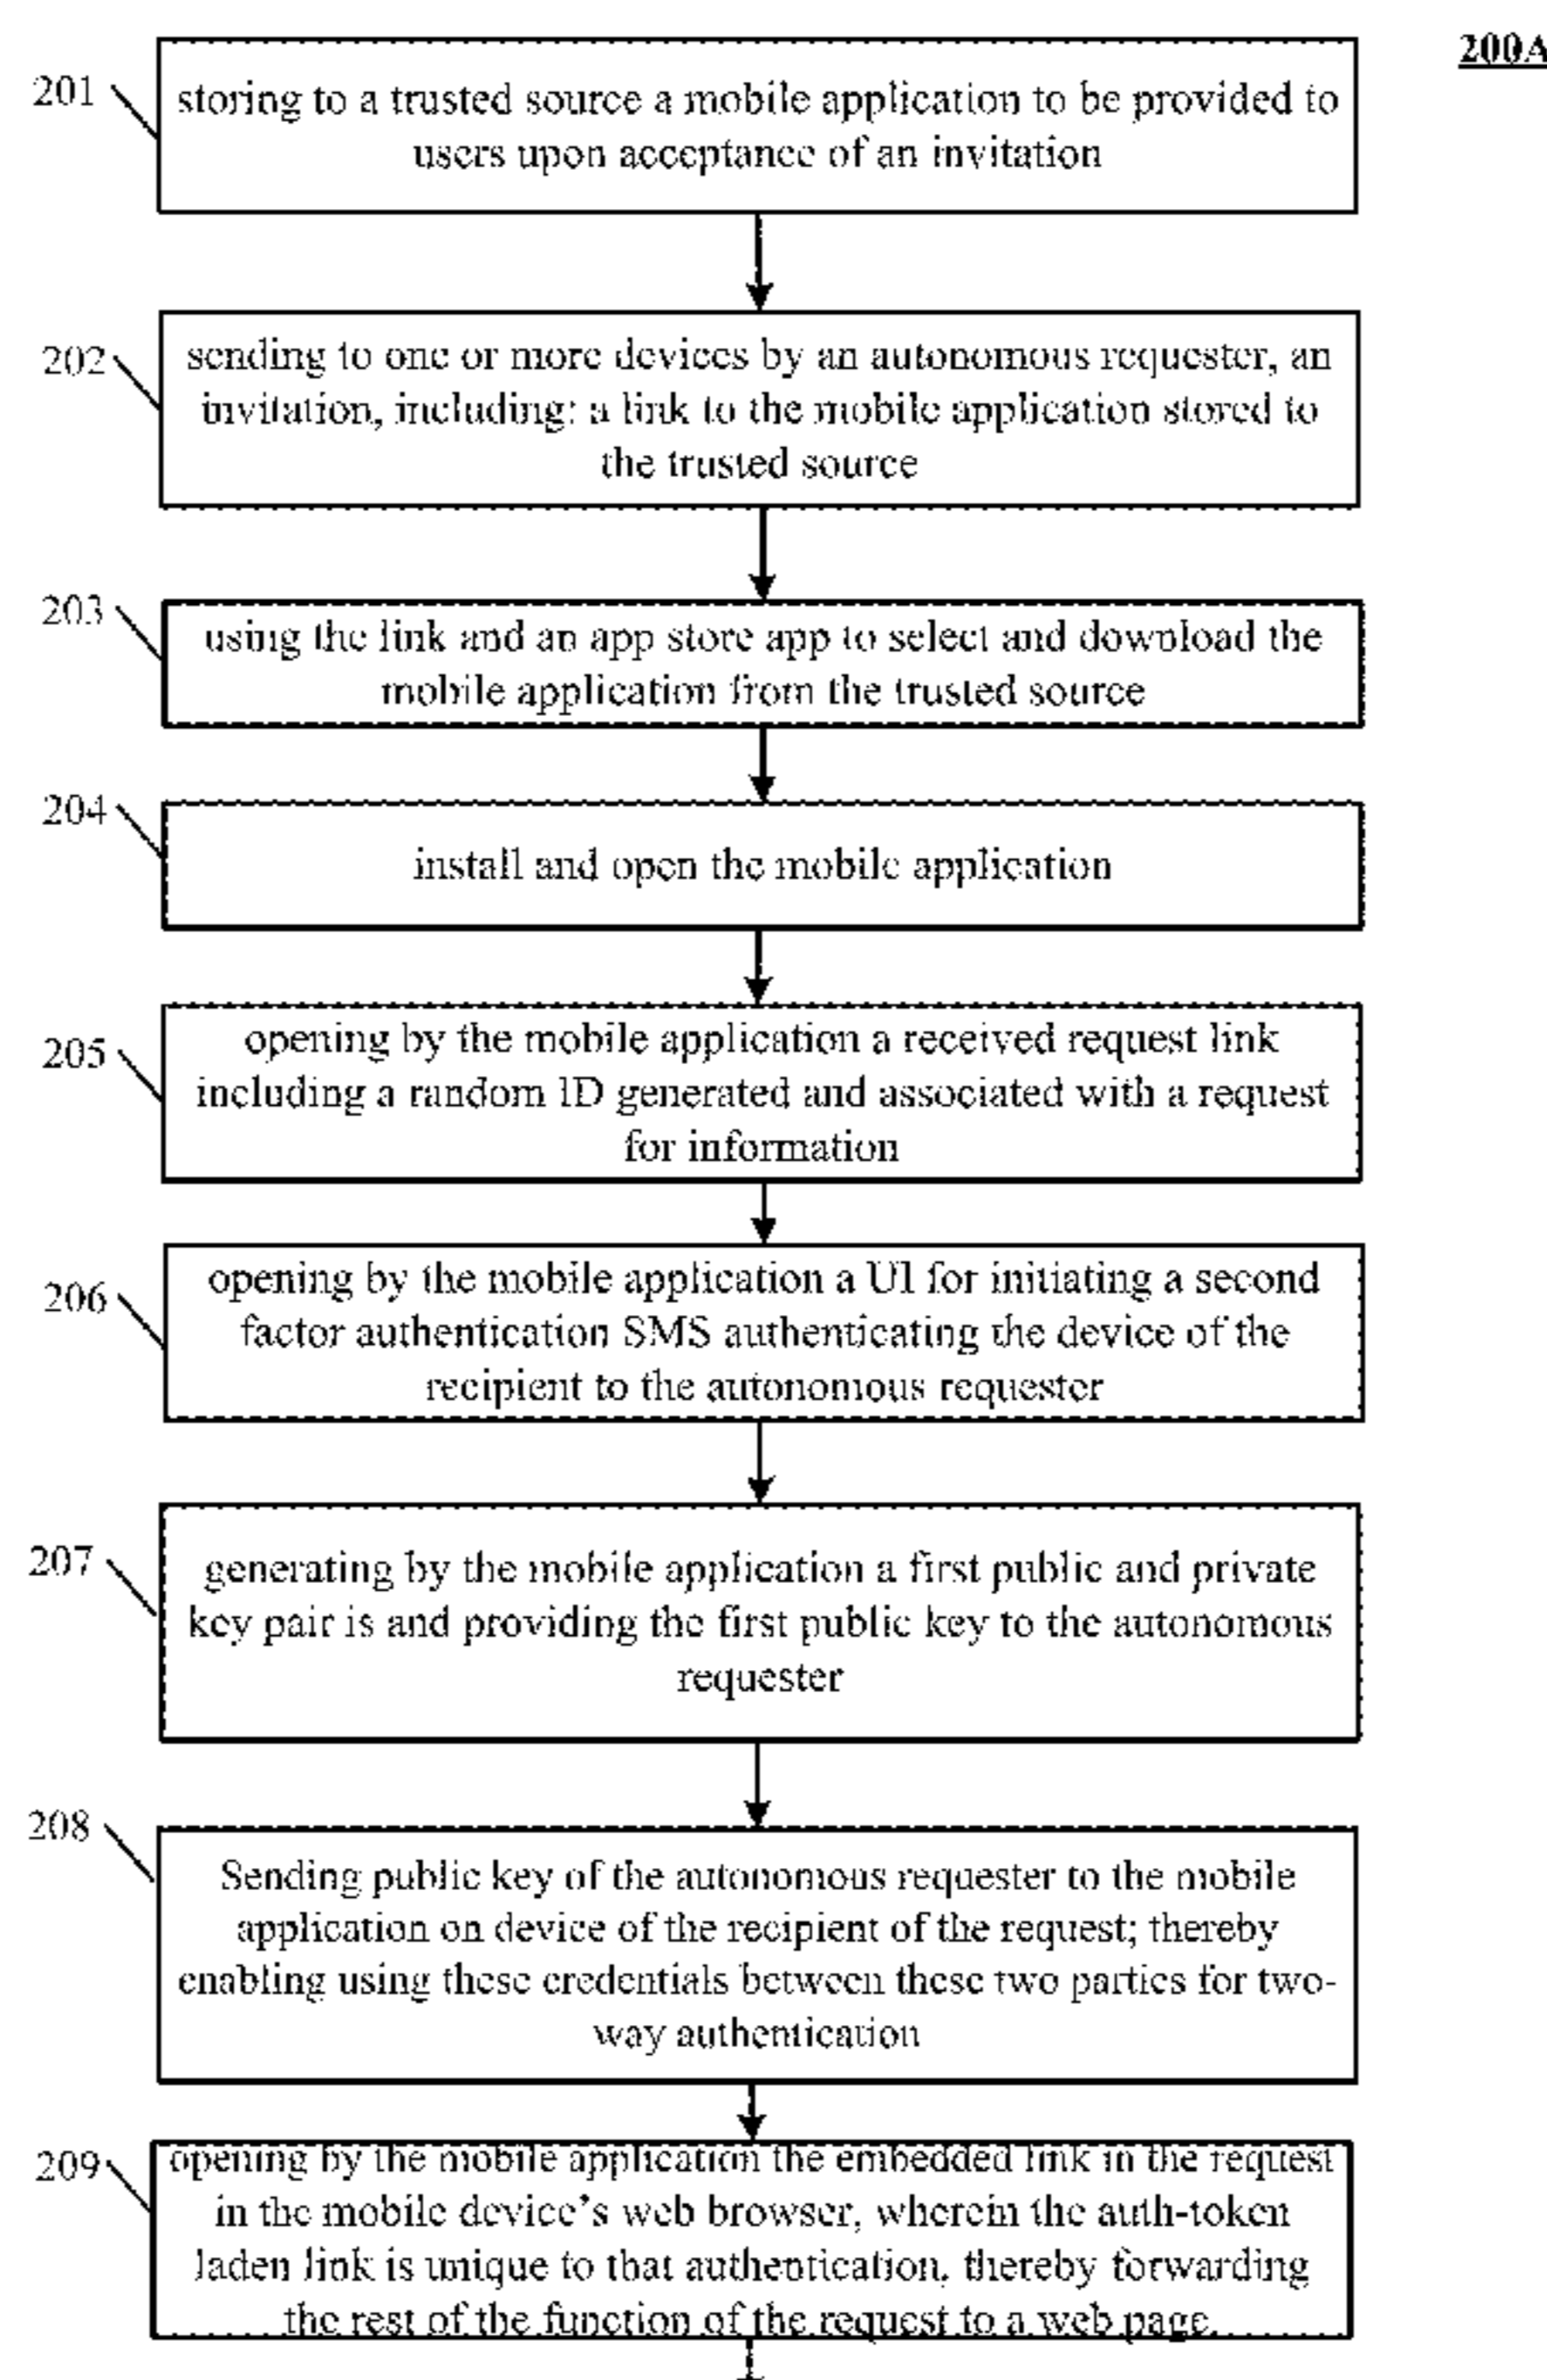 200A
201
storing to a trusted source a mobile application to be provided to
users upon acceptance of an invitation
202
sending to one or more devices by an autonomous requester, an
invitation, including: a link to the mobile application stored to
the trusted source
203
using the link and an app store app to select and download the
mobile application from the trusted source
204
install and open the mobile application
205
opening by the mobile application a received request link
including a random ID generated and associated with a request
for information
206
opening by the mobile application a UI for initiating a second
factor authentication SMS authenticating the device of the
recipient to the autonomous requester
207
generating by the mobile application a first public and private
key pair is and providing the first public key to the autonomous
requester
208
Sending public key of the autonomous requester to the mobile
application on device of the recipient of the request; thereby
enabling using these credentials between these two parties for two-
way authentication
209
opening by the mobile application the embedded link in the request
in the mobile device's web browser, wherein the auth-token
laden link is unique to that authentication, thereby forwarding
the rest of the function of the request to a web page.